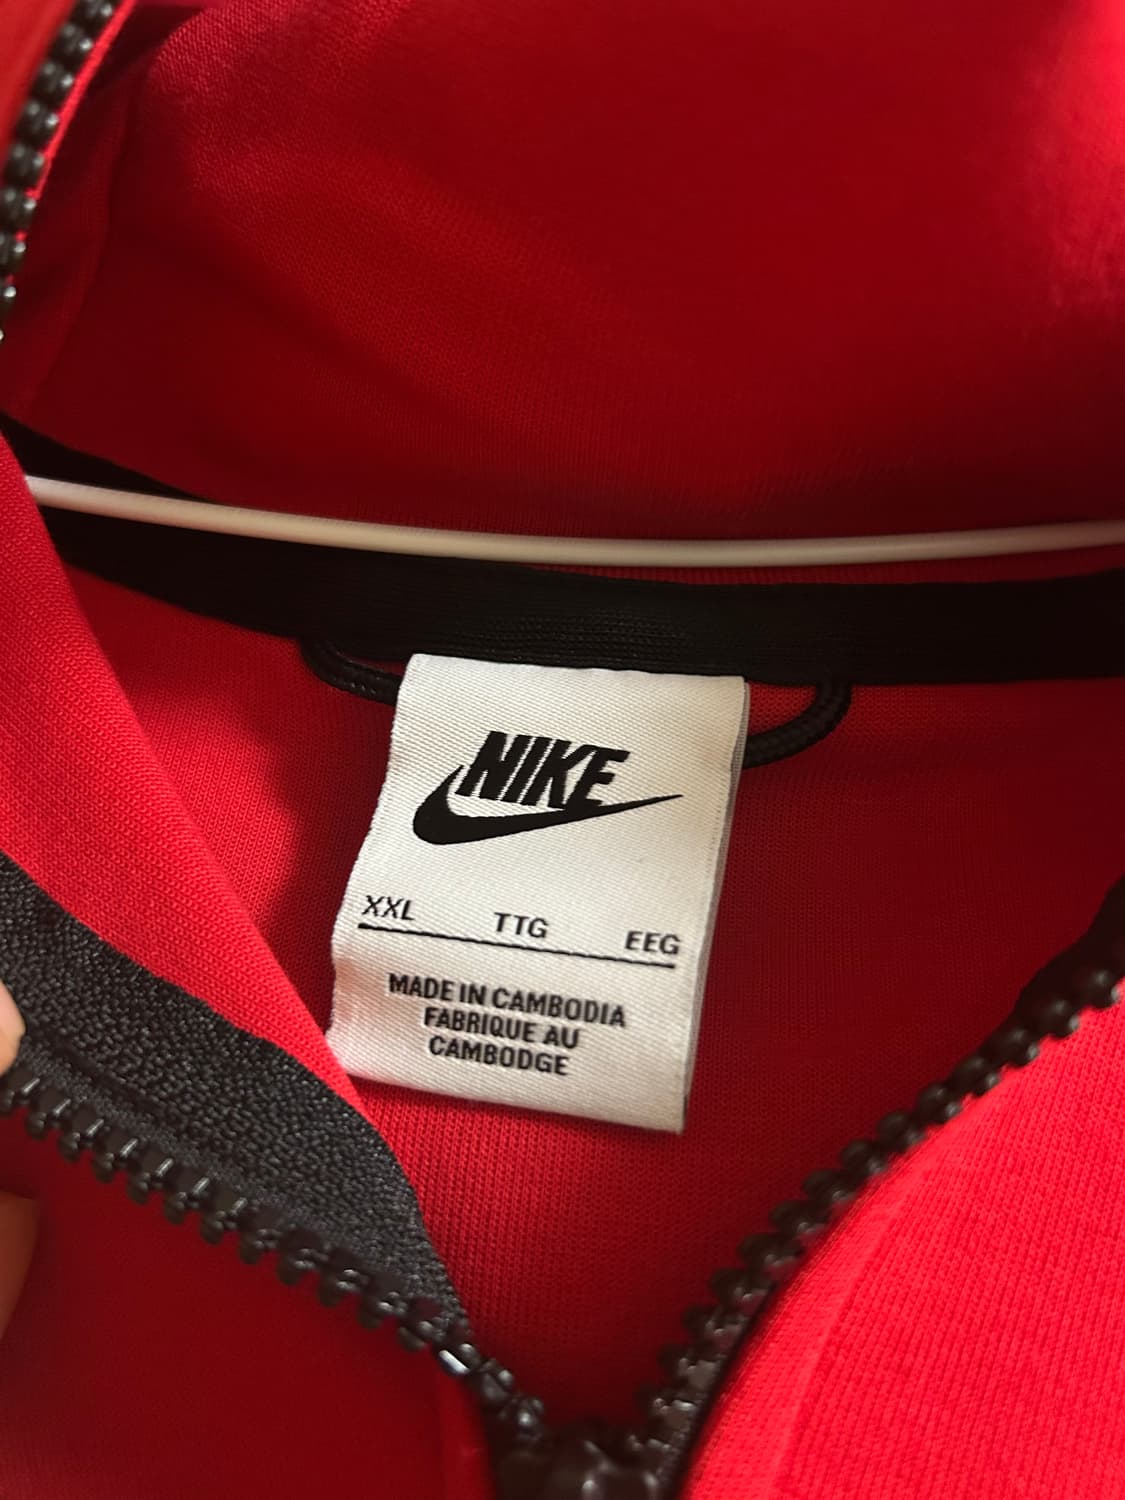 NIKE
XXL TTG EEG
MADE IN CAMBODIA
FABRIQUE AU
CAMBODGE